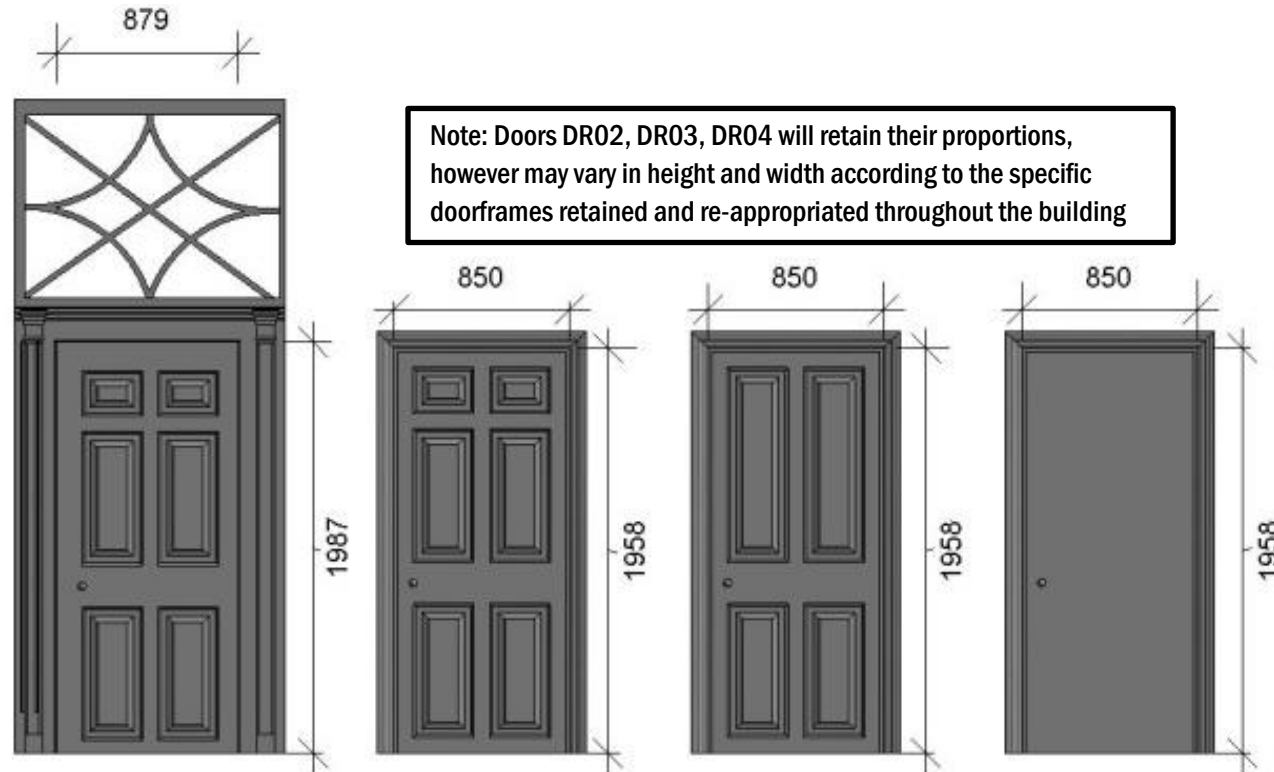 879
Note: Doors DR02, DR03, DR04 will retain their proportions,
however may vary in height and width according to the specific
doorframes retained and re-appropriated throughout the building
850
850
850
1987
1958
1958
1958